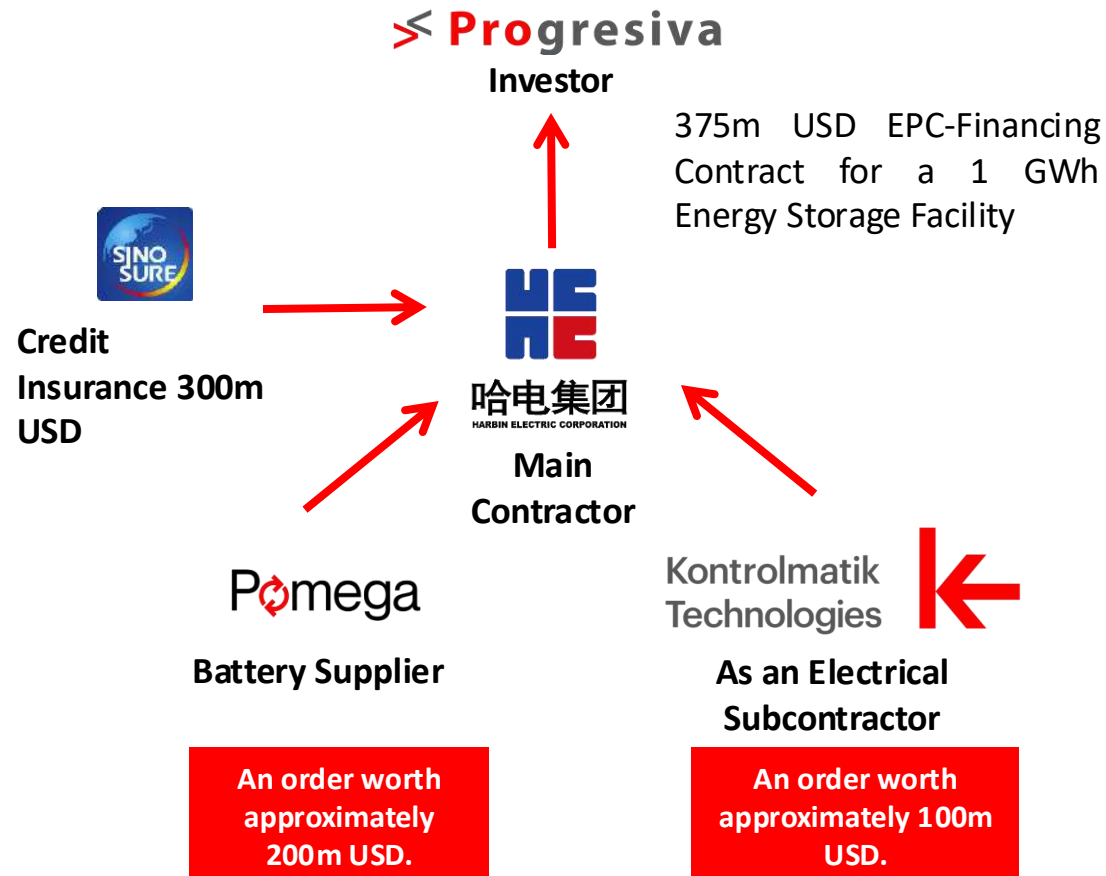 Progresiva
Investor
375m USD EPC-Financing
Contract for a 1 GWh
Energy Storage Facility
SINO
SURE
Credit
Insurance 300m
USD
哈电集团
HARBIN ELECTRIC CORPORATION
Main
Contractor
Pomega
Battery Supplier
Kontrolmatik
Technologies
As an Electrical
Subcontractor
An order worth
approximately
200m USD.
An order worth
approximately 100m
USD.